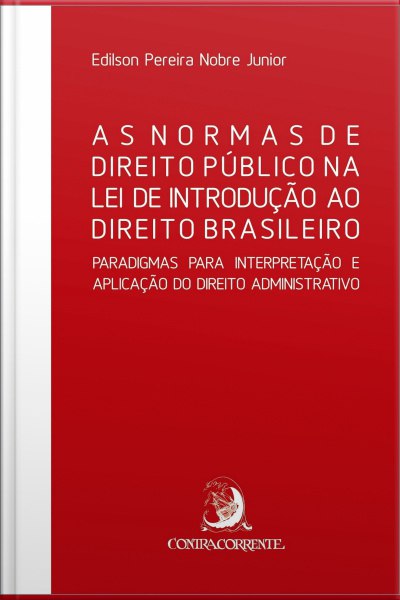 Edilson Pereira Nobre Junior
AS NORMAS DE
DIREITO PÚBLICO NA
LEI DE INTRODUÇÃO AO
DIREITO BRASILEIRO
PARADIGMAS PARA INTERPRETAÇÃO E
APLICAÇÃO DO DIREITO ADMINISTRATIVO
CONTRACORRENTE